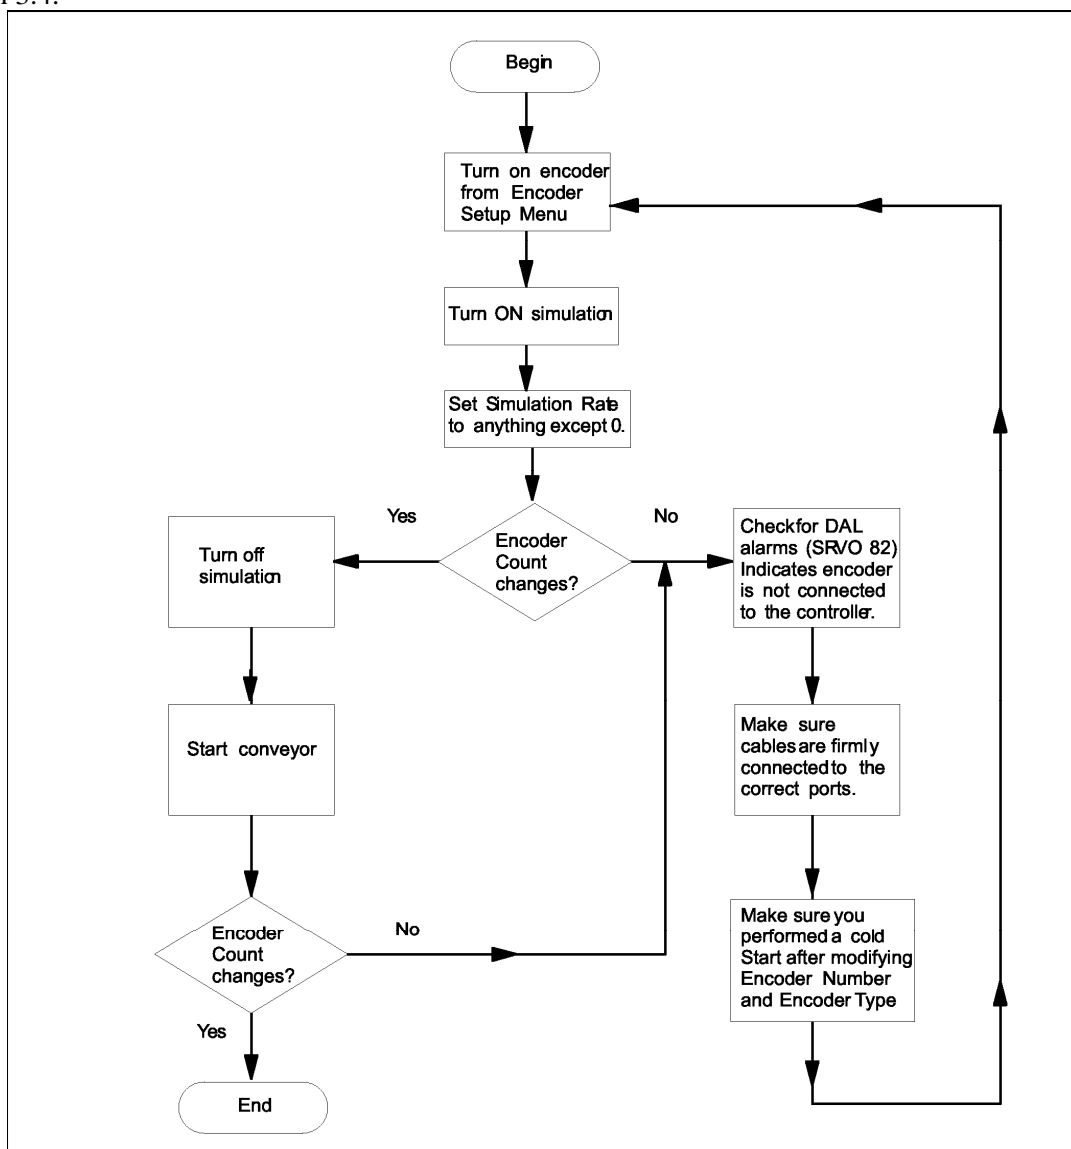 Begin
Turn on encoder
from Encoder
Setup Menu
Turn ON simulation
Set Simulation Rate
to anything except 0.
Yes
No
Encoder
Count
changes?
Turn off
simulation
Check for DAL
alarms (SRVO 82)
Indicates encoder
is not connected
to the controller.
Start conveyor
Make sure
cables are firmly
connected to the
correct ports.
Encoder
Count
changes?
No
Make sure you
performed a cold
Start after modifying
Encoder Number
and Encoder Type
Yes
End